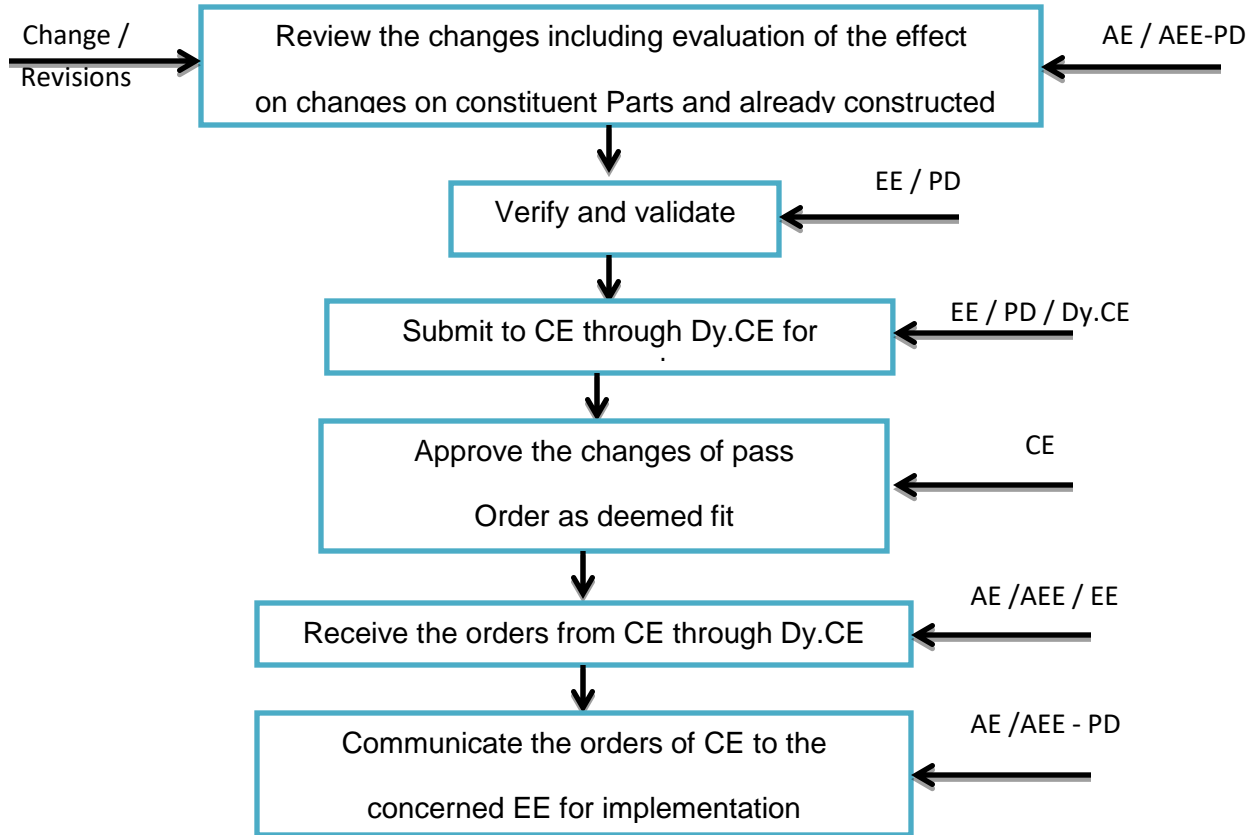 Change /
Revisions
Review the changes including evaluation of the effect
on changes on constituent Parts and already constructed
AE / AEE-PD
Verify and validate
EE / PD
Submit to CE through Dy.CE for
EE / PD / Dy.CE
Approve the changes of pass
Order as deemed fit
CE
Receive the orders from CE through Dy.CE
AE /AEE / EE
Communicate the orders of CE to the
concerned EE for implementation
AE /AEE - PD